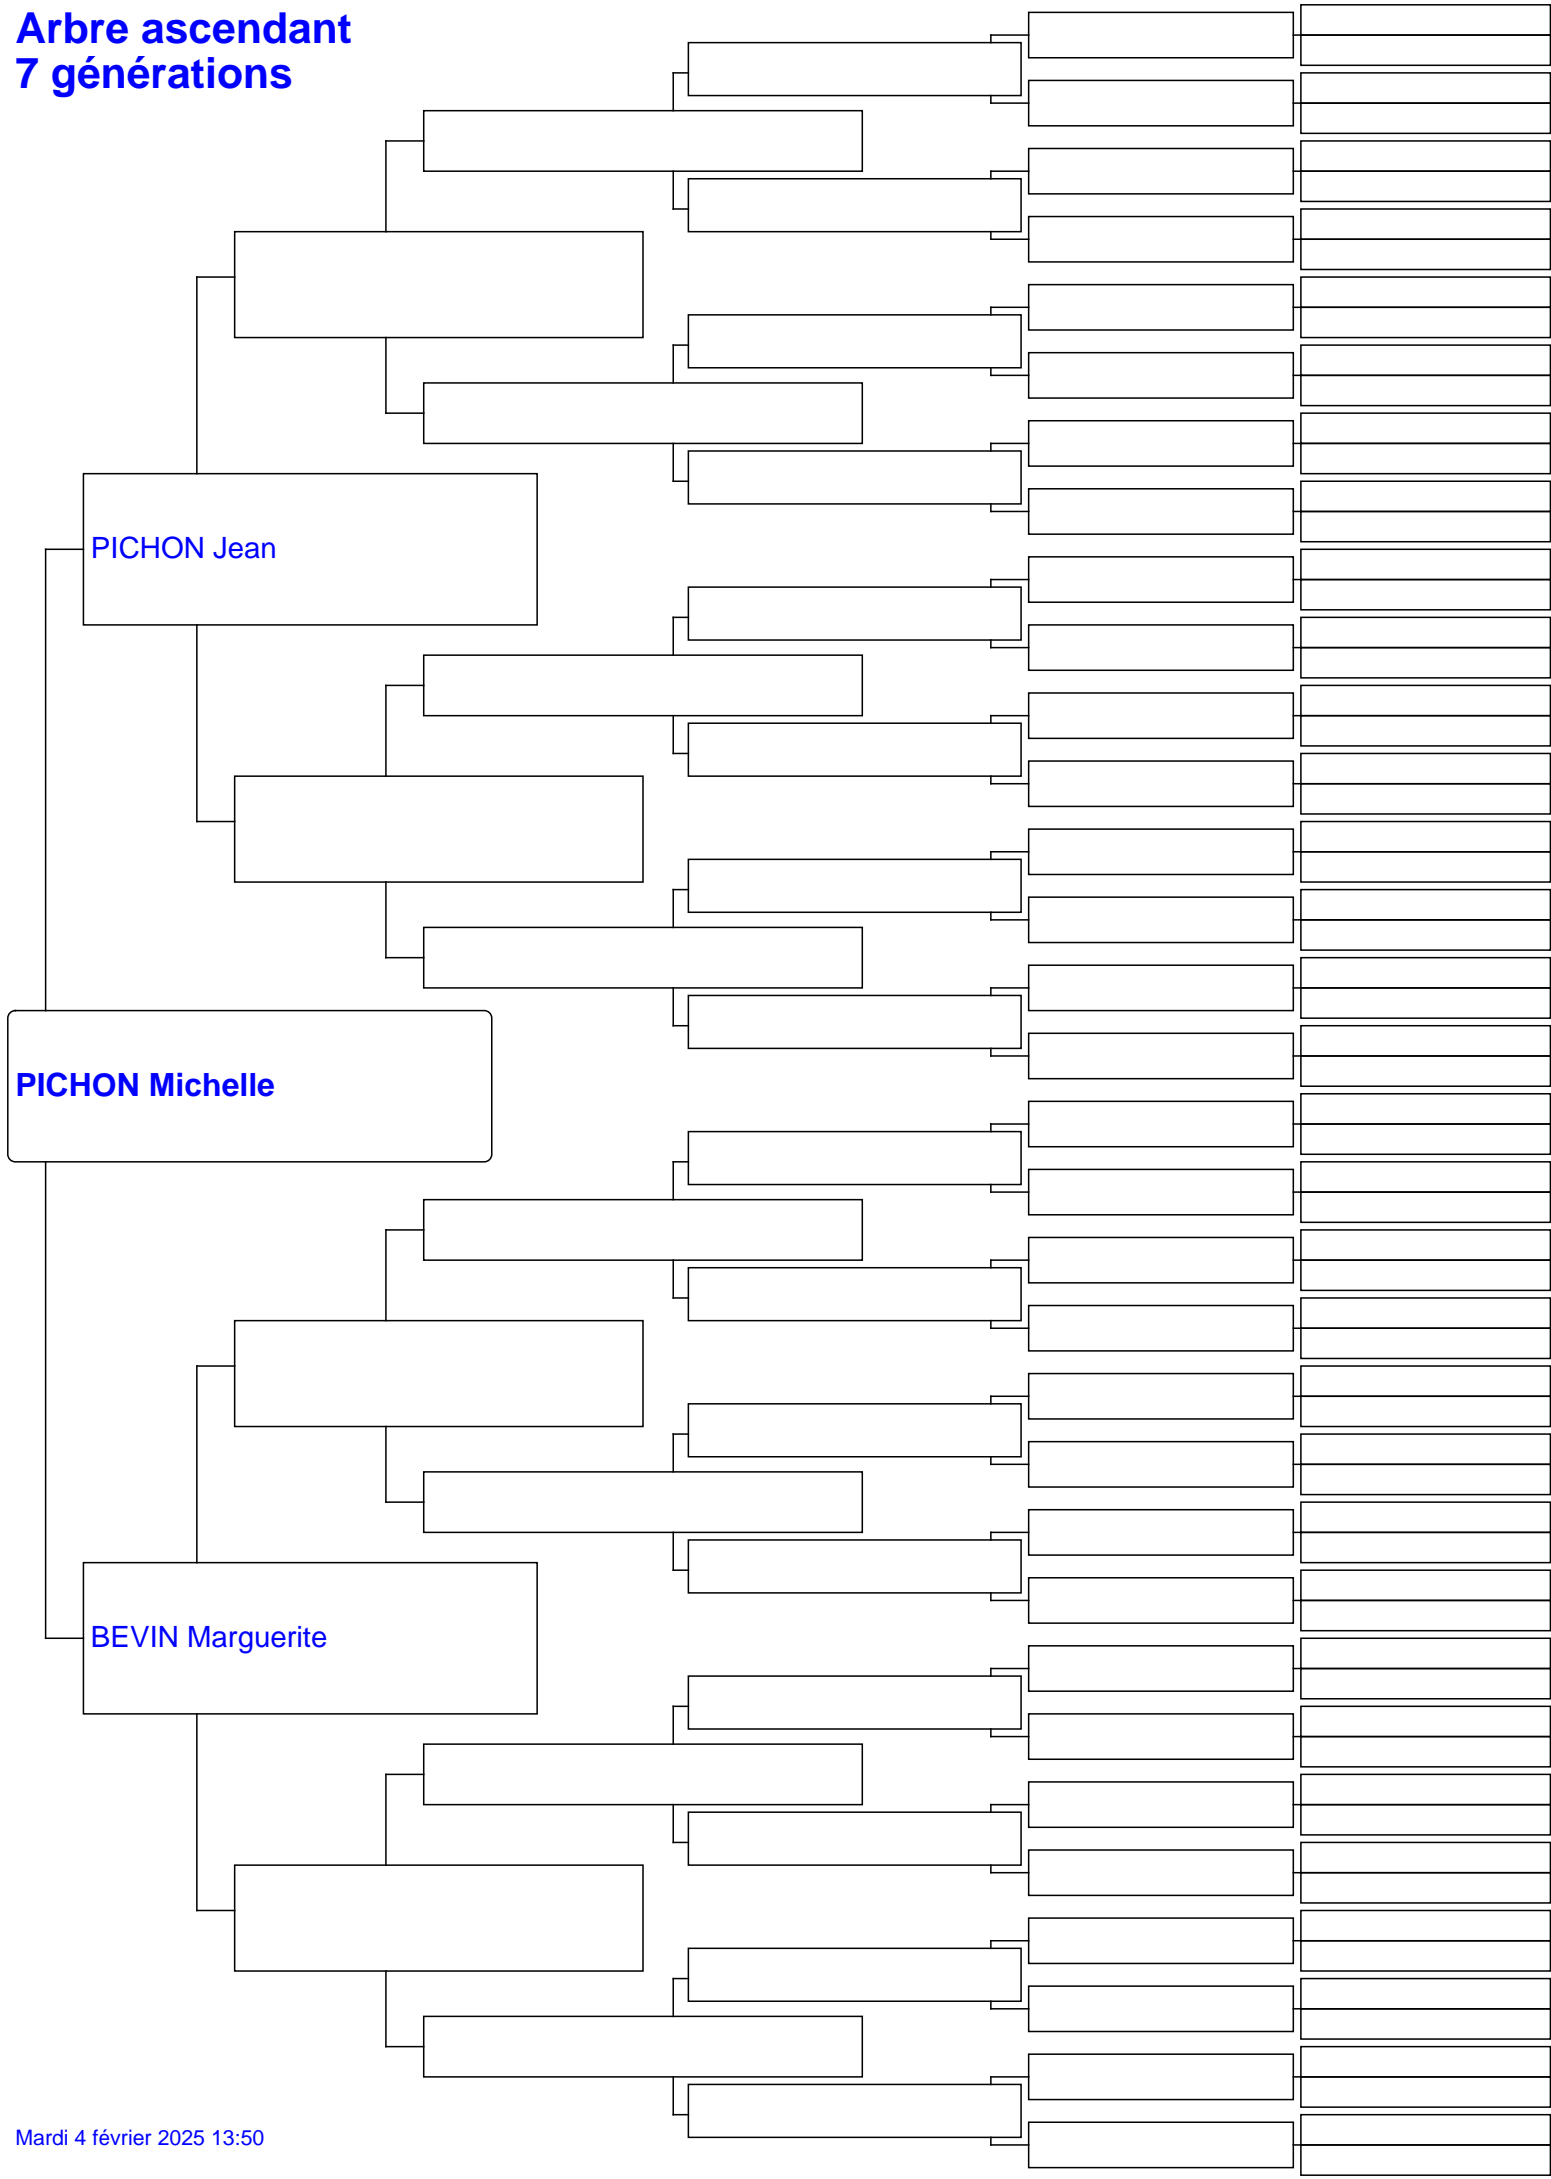 Arbre ascendant
7 générations
PICHON Jean
PICHON Michelle
BEVIN Marguerite
Mardi 4 février 2025 13:50